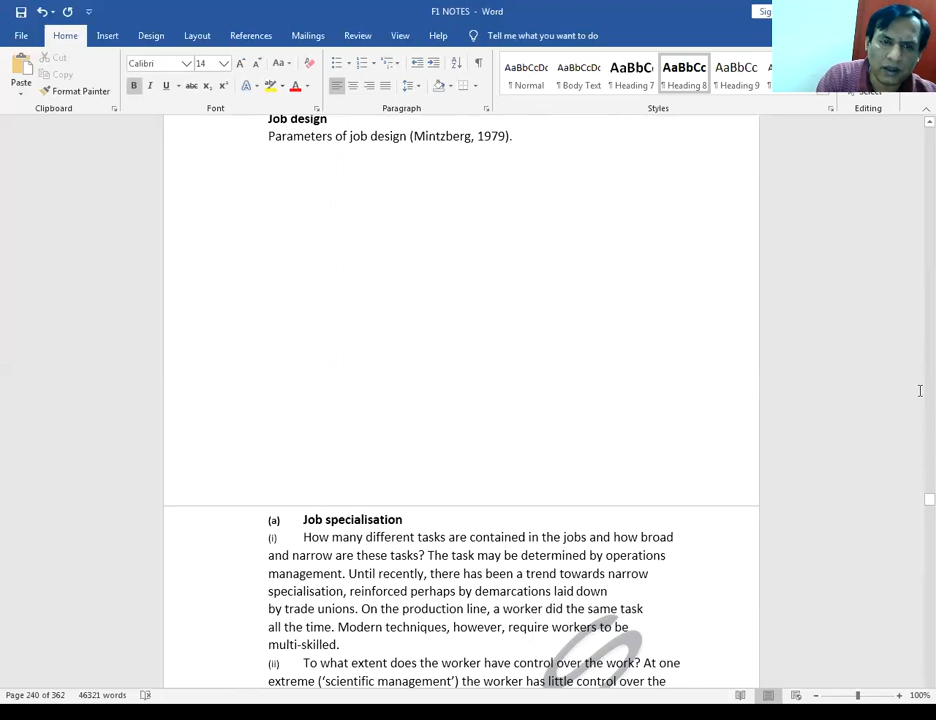 F1 NOTES - Word
Sig
File Home Insert Design Layout References Mailings Review View Help Tell me what you want to do
Paste
Cut
Copy
Format Painter
Clipboard
Calibri 14
Font
Paragraph
AaBbCcDc AaBbCcDc AaBbC AaBbCc AaBbCc
¶ Normal ¶ Body Text ¶ Heading 7 ¶ Heading 8 ¶ Heading 9
Styles
Select
Editing
Job design
Parameters of job design (Mintzberg, 1979).
(a) Job specialisation
(i) How many different tasks are contained in the jobs and how broad
and narrow are these tasks? The task may be determined by operations
management. Until recently, there has been a trend towards narrow
specialisation, reinforced perhaps by demarcations laid down
by trade unions. On the production line, a worker did the same task
all the time. Modern techniques, however, require workers to be
multi-skilled.
(ii) To what extent does the worker have control over the work? At one
extreme (‘scientific management’) the worker has little control over the
Page 240 of 362 46321 words 100%